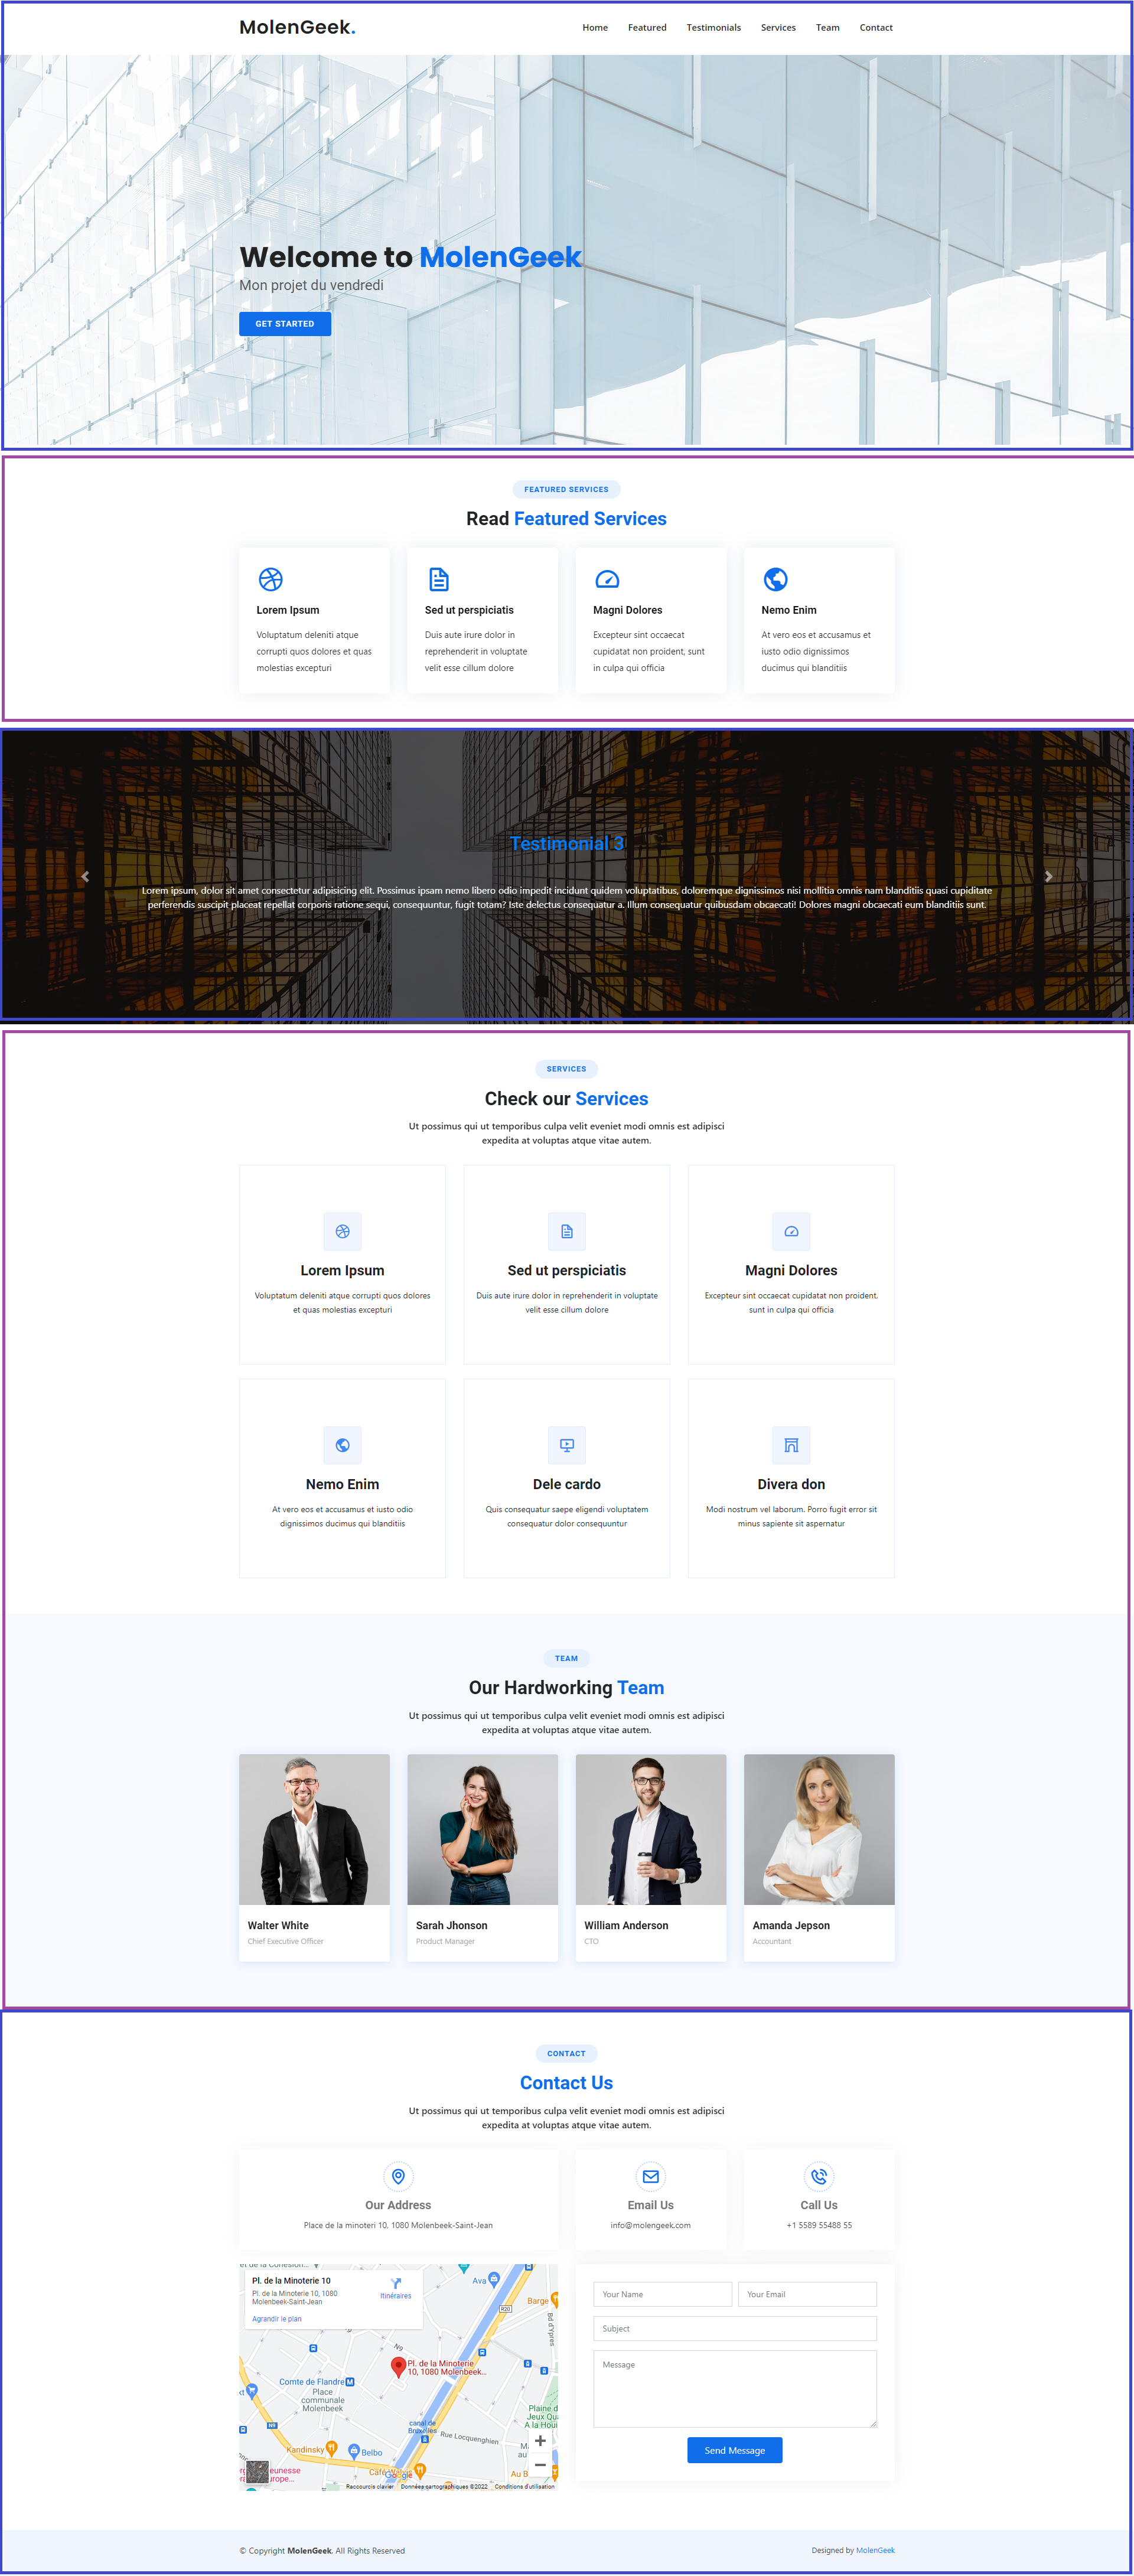 MolenGeek.
Home Featured Testimonials Services Team Contact
Welcome to MolenGeek
Mon projet du vendredi
GET STARTED
FEATURED SERVICES
Read Featured Services
Lorem Ipsum
Voluptatum deleniti atque
corrupti quos dolores et quas
molestias excepturi
Sed ut perspiciatis
Duis aute irure dolor in
reprehenderit in voluptate
velit esse cillum dolore
Magni Dolores
Excepteur sint occaecat
cupidatat non proident, sunt
in culpa qui officia
Nemo Enim
At vero eos et accusamus et
iusto odio dignissimos
ducimus qui blanditiis
Testimonial 3
Lorem ipsum, dolor sit amet consectetur adipisicing elit. Possimus ipsam nemo libero odio impedit incidunt quidem voluptatibus, doloremque dignissimos nisi mollitia omnis nam blanditiis quasi cupiditate
perferendis suscipit placeat repellat corporis ratione sequi, consequuntur, fugit totam? Iste delectus consequatur a. Illum consequatur quibusdam obcaecati! Dolores magni obcaecati eum blanditiis sunt.
SERVICES
Check our Services
Ut possimus qui ut temporibus culpa velit eveniet modi omnis est adipisci
expedita at voluptas atque vitae autem.
Lorem Ipsum
Voluptatum deleniti atque corrupti quos dolores
et quas molestias excepturi
Sed ut perspiciatis
Duis aute irure dolor in reprehenderit in voluptate
velit esse cillum dolore
Magni Dolores
Excepteur sint occaecat cupidatat non proident,
sunt in culpa qui officia
Nemo Enim
At vero eos et accusamus et iusto odio
dignissimos ducimus qui blanditiis
Dele cardo
Quis consequatur saepe eligendi voluptatem
consequatur dolor consequuntur
Divera don
Modi nostrum vel laborum. Porro fugit error sit
minus sapiente sit aspernatur
TEAM
Our Hardworking Team
Ut possimus qui ut temporibus culpa velit eveniet modi omnis est adipisci
expedita at voluptas atque vitae autem.
Walter White
Chief Executive Officer
Sarah Jhonson
Product Manager
William Anderson
CTO
Amanda Jepson
Accountant
CONTACT
Contact Us
Ut possimus qui ut temporibus culpa velit eveniet modi omnis est adipisci
expedita at voluptas atque vitae autem.
Our Address
Place de la minoteri 10, 1080 Molenbeek-Saint-Jean
Email Us
info@molengeek.com
Call Us
+1 5589 55488 55
Pl. de la Minoterie 10
Pl. de la Minoterie 10, 1080
Molenbeek-Saint-Jean
Itinéraires
Agrandir le plan
Ava
R20
Barge
Bd d'Ypres
N9
Pl. de la Minoterie
10, 1080 Molenbeek...
Comte de Flandre
Place
communale
Molenbeek
Plaine d
Jeux Qu
A la Houi
N9
canal de
Bruxelles
Rue Locquenghien
Kandinsky
Belbo
Google
Au B
Raccourcis clavier Données cartographiques ©2022 Conditions d'utilisation
Your Name
Your Email
Subject
Message
Send Message
© Copyright MolenGeek. All Rights Reserved
Designed by MolenGeek